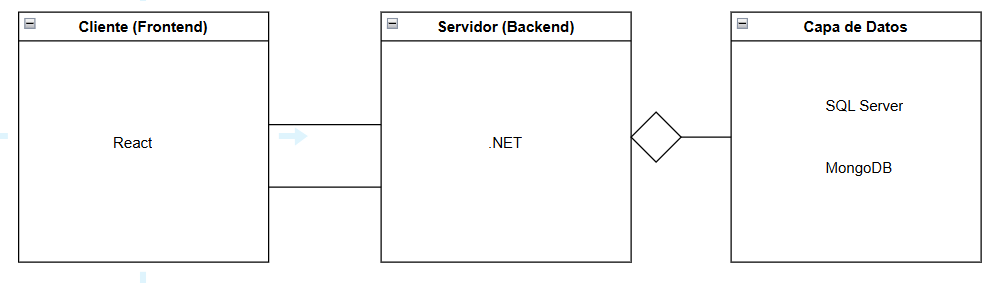 Cliente (Frontend)
React
Servidor (Backend)
.NET
Capa de Datos
SQL Server
MongoDB